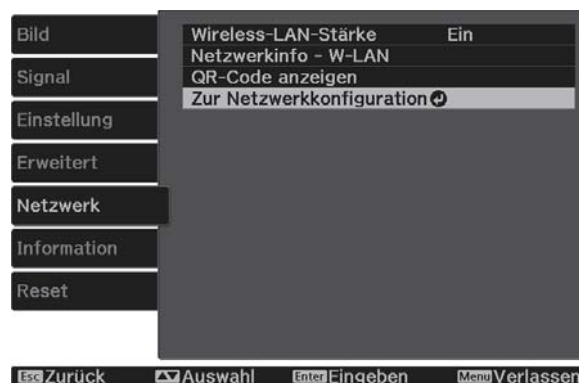 Bild
Signal
Einstellung
Erweitert
Netzwerk
Information
Reset
Wireless-LAN-Stärke Ein
Netzwerkinfo - W-LAN
QR-Code anzeigen
Zur Netzwerkkonfiguration
Esc Zurück Auswahl Enter Eingeben Menu Verlassen